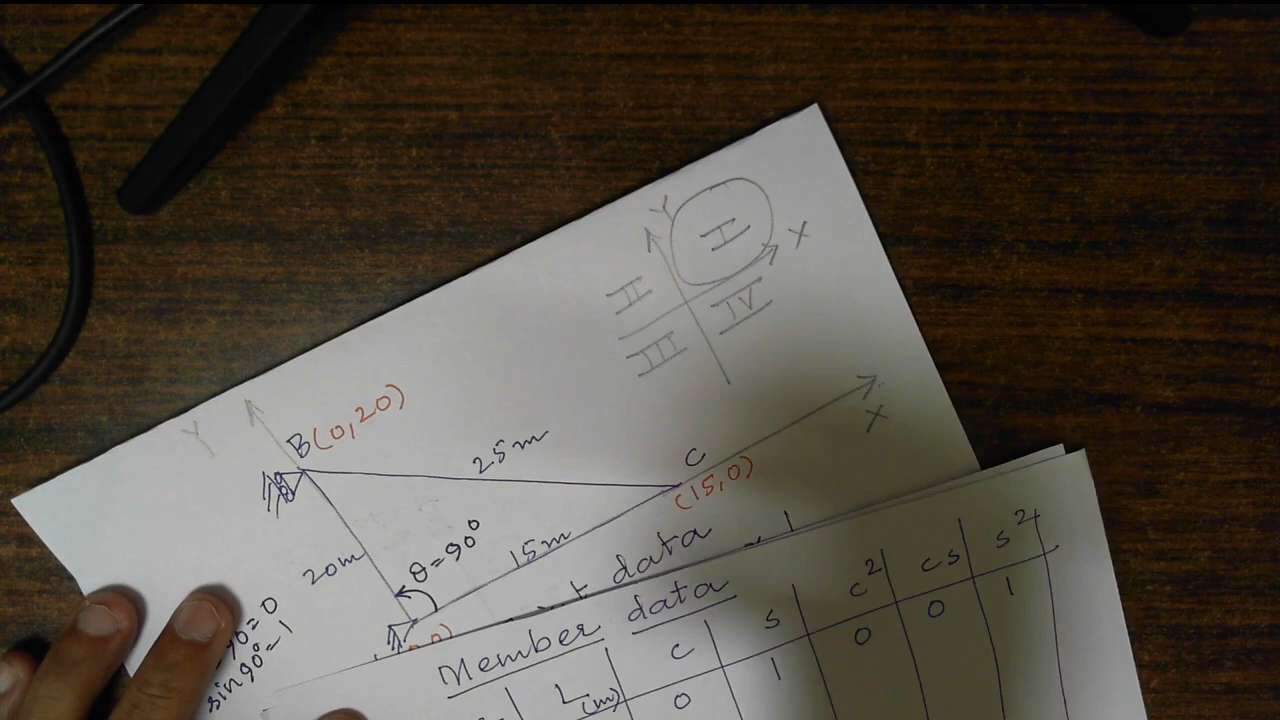 Y
X
II
I
III
IV
Y
B(0,20)
25m
C
(15,0)
X
20m
θ=90°
15m
90°=0
sin90°=1
data
Member data
L(m) c s c² cs s²
0 1 0 0 1